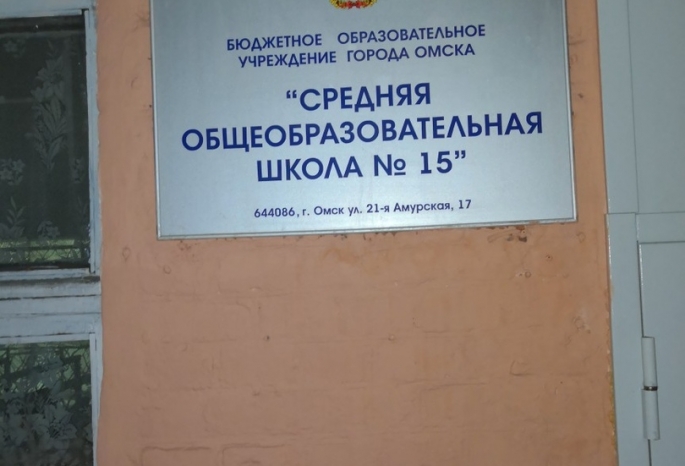 БЮДЖЕТНОЕ ОБРАЗОВАТЕЛЬНОЕ
УЧРЕЖДЕНИЕ ГОРОДА ОМСКА
“СРЕДНЯЯ
ОБЩЕОБРАЗОВАТЕЛЬНАЯ
ШКОЛА № 15”
644086, г. Омск ул. 21-я Амурская, 17